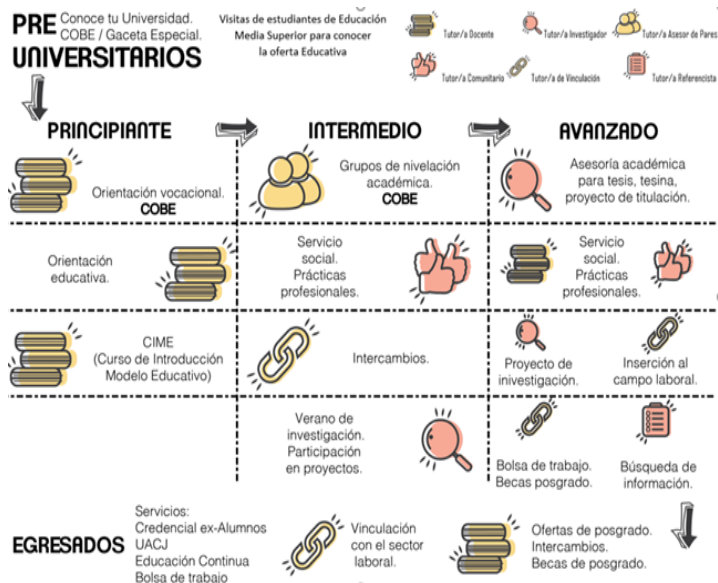 PRE
UNIVERSITARIOS
Conoce tu Universidad.
COBE / Gaceta Especial.
Visitas de estudiantes de Educación
Media Superior para conocer
la oferta Educativa
Tutor/a Docente
Tutor/a Investigador
Tutor/a Asesor de Pares
Tutor/a Comunitario
Tutor/a de Vinculación
Tutor/a Referencista
PRINCIPIANTE
INTERMEDIO
AVANZADO
Orientación vocacional.
COBE
Grupos de nivelación
académica.
COBE
Asesoría académica
para tesis, tesina,
proyecto de titulación.
Orientación
educativa.
Servicio
social.
Prácticas
profesionales.
Servicio
social.
Prácticas
profesionales.
CIME
(Curso de Introducción
Modelo Educativo)
Intercambios.
Proyecto de
inivestigación.
Inserción al
campo laboral.
Verano de
investigación.
Participación
en proyectos.
Bolsa de trabajo.
Becas posgrado.
Búsqueda de
información.
EGRESADOS
Servicios:
Credencial ex-Alumnos
UACJ
Educación Continua
Bolsa de trabajo
Vinculación
con el sector
laboral.
Ofertas de posgrado.
Intercambios.
Becas de posgrado.